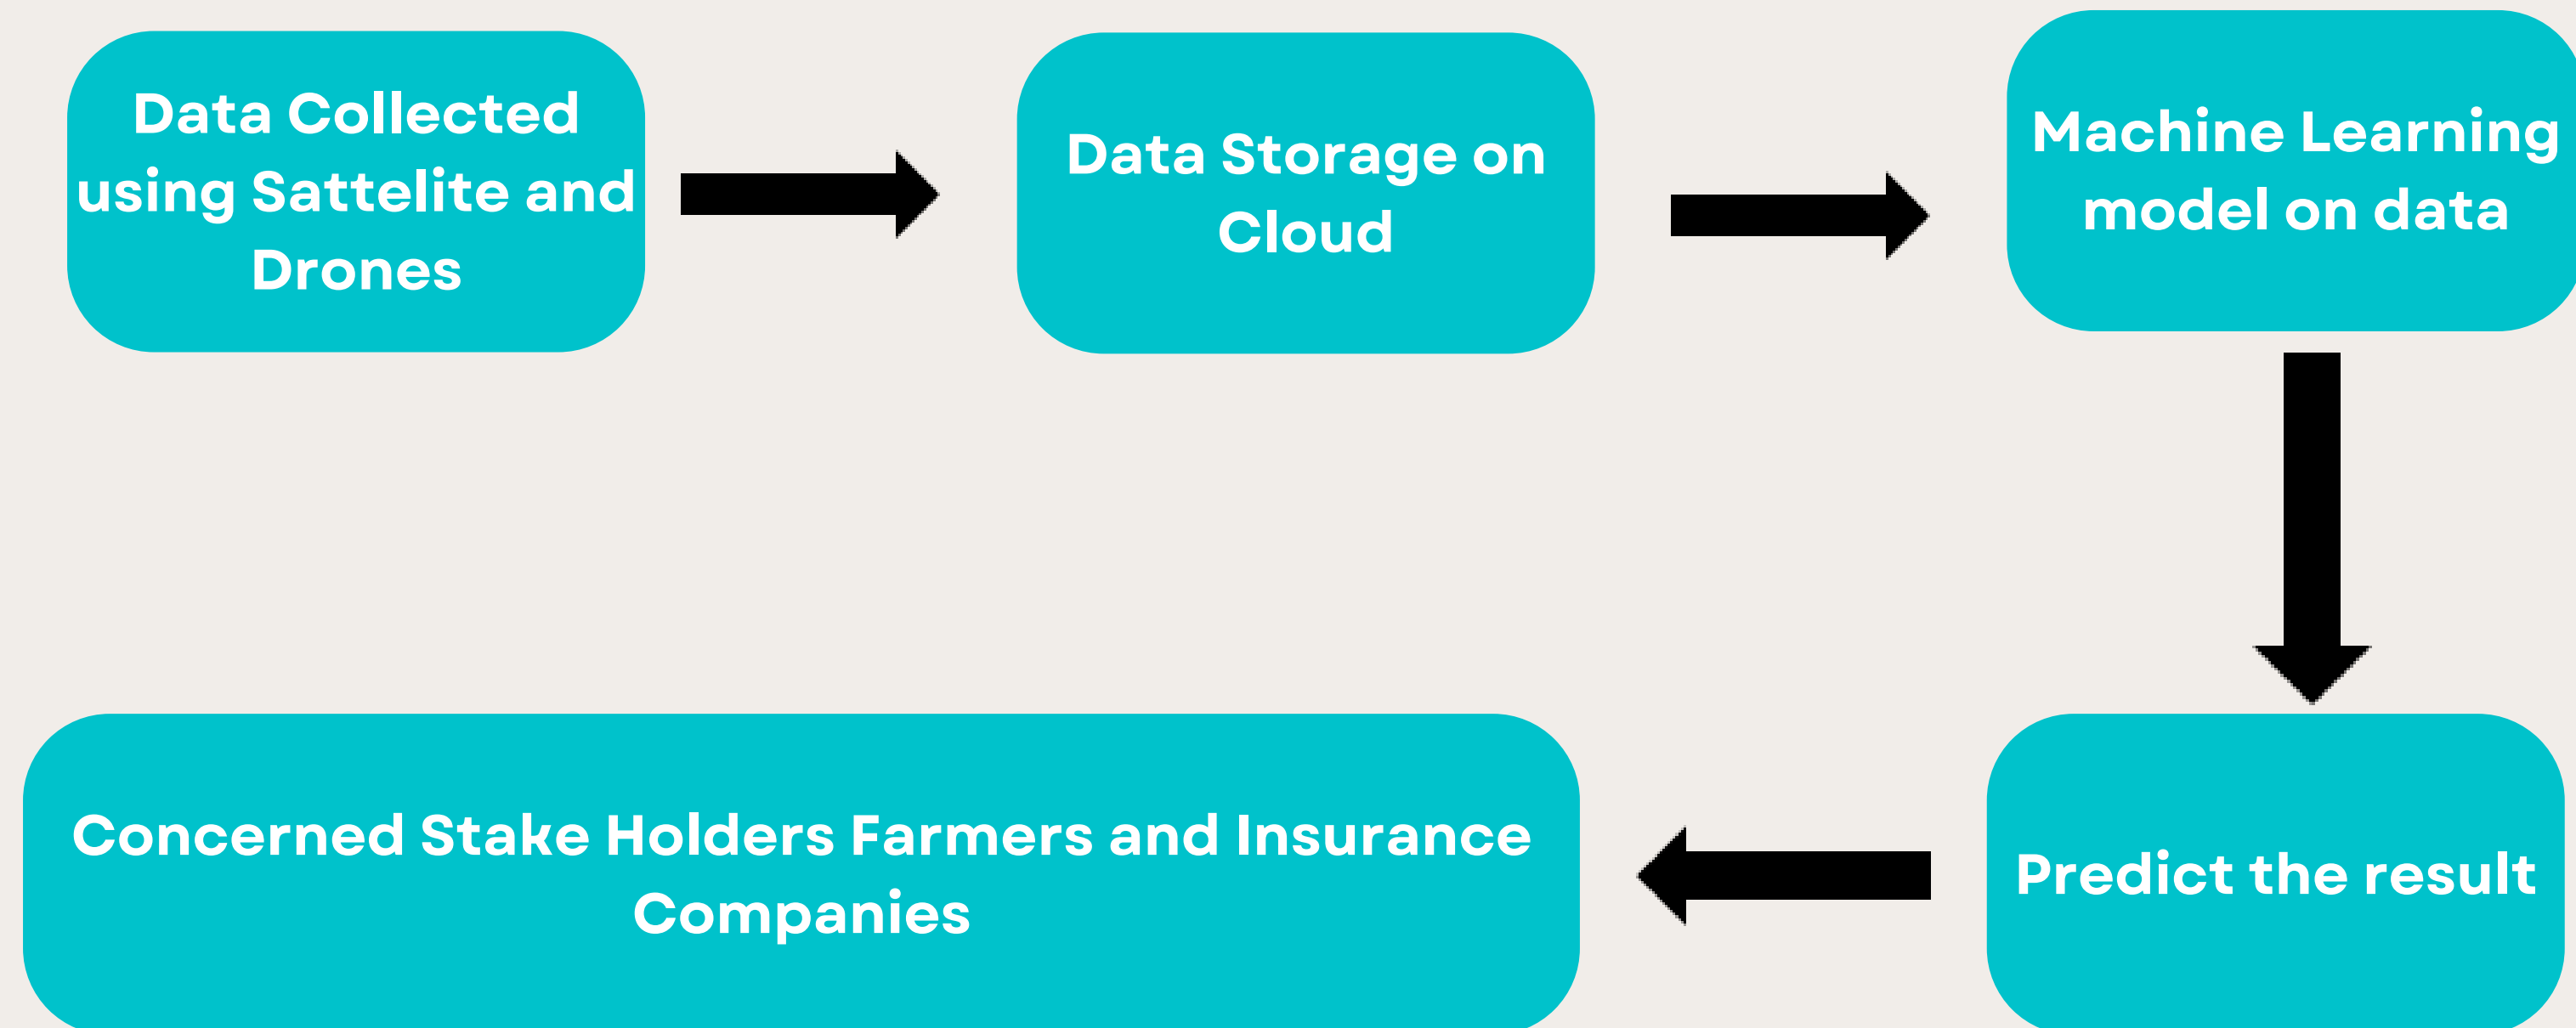 Data Collected
using Sattelite and
Drones
Data Storage on
Cloud
Machine Learning
model on data
Predict the result
Concerned Stake Holders Farmers and Insurance
Companies